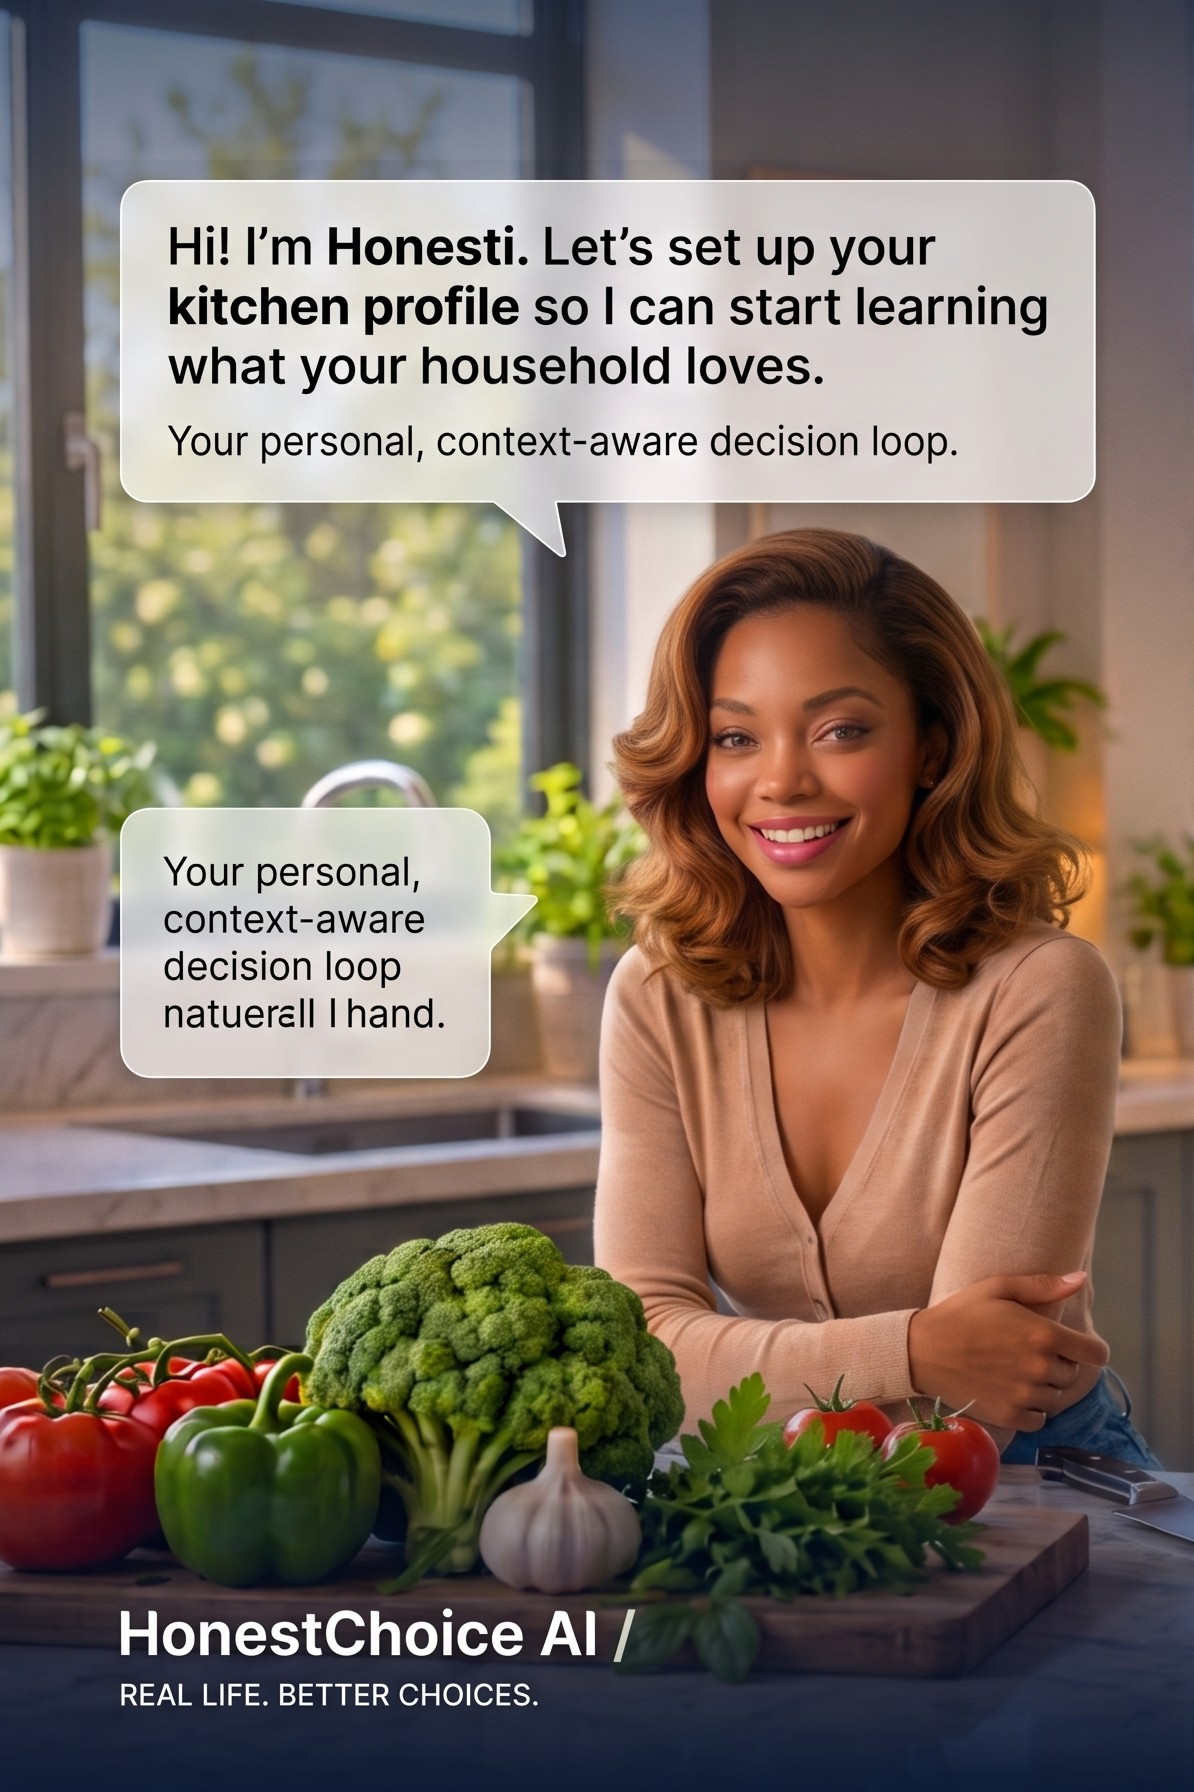 Hi! I’m Honesti. Let’s set up your
kitchen profile so I can start learning
what your household loves.
Your personal, context-aware decision loop.
Your personal,
context-aware
decision loop
natuerall I hand.
HonestChoice AI /
REAL LIFE. BETTER CHOICES.